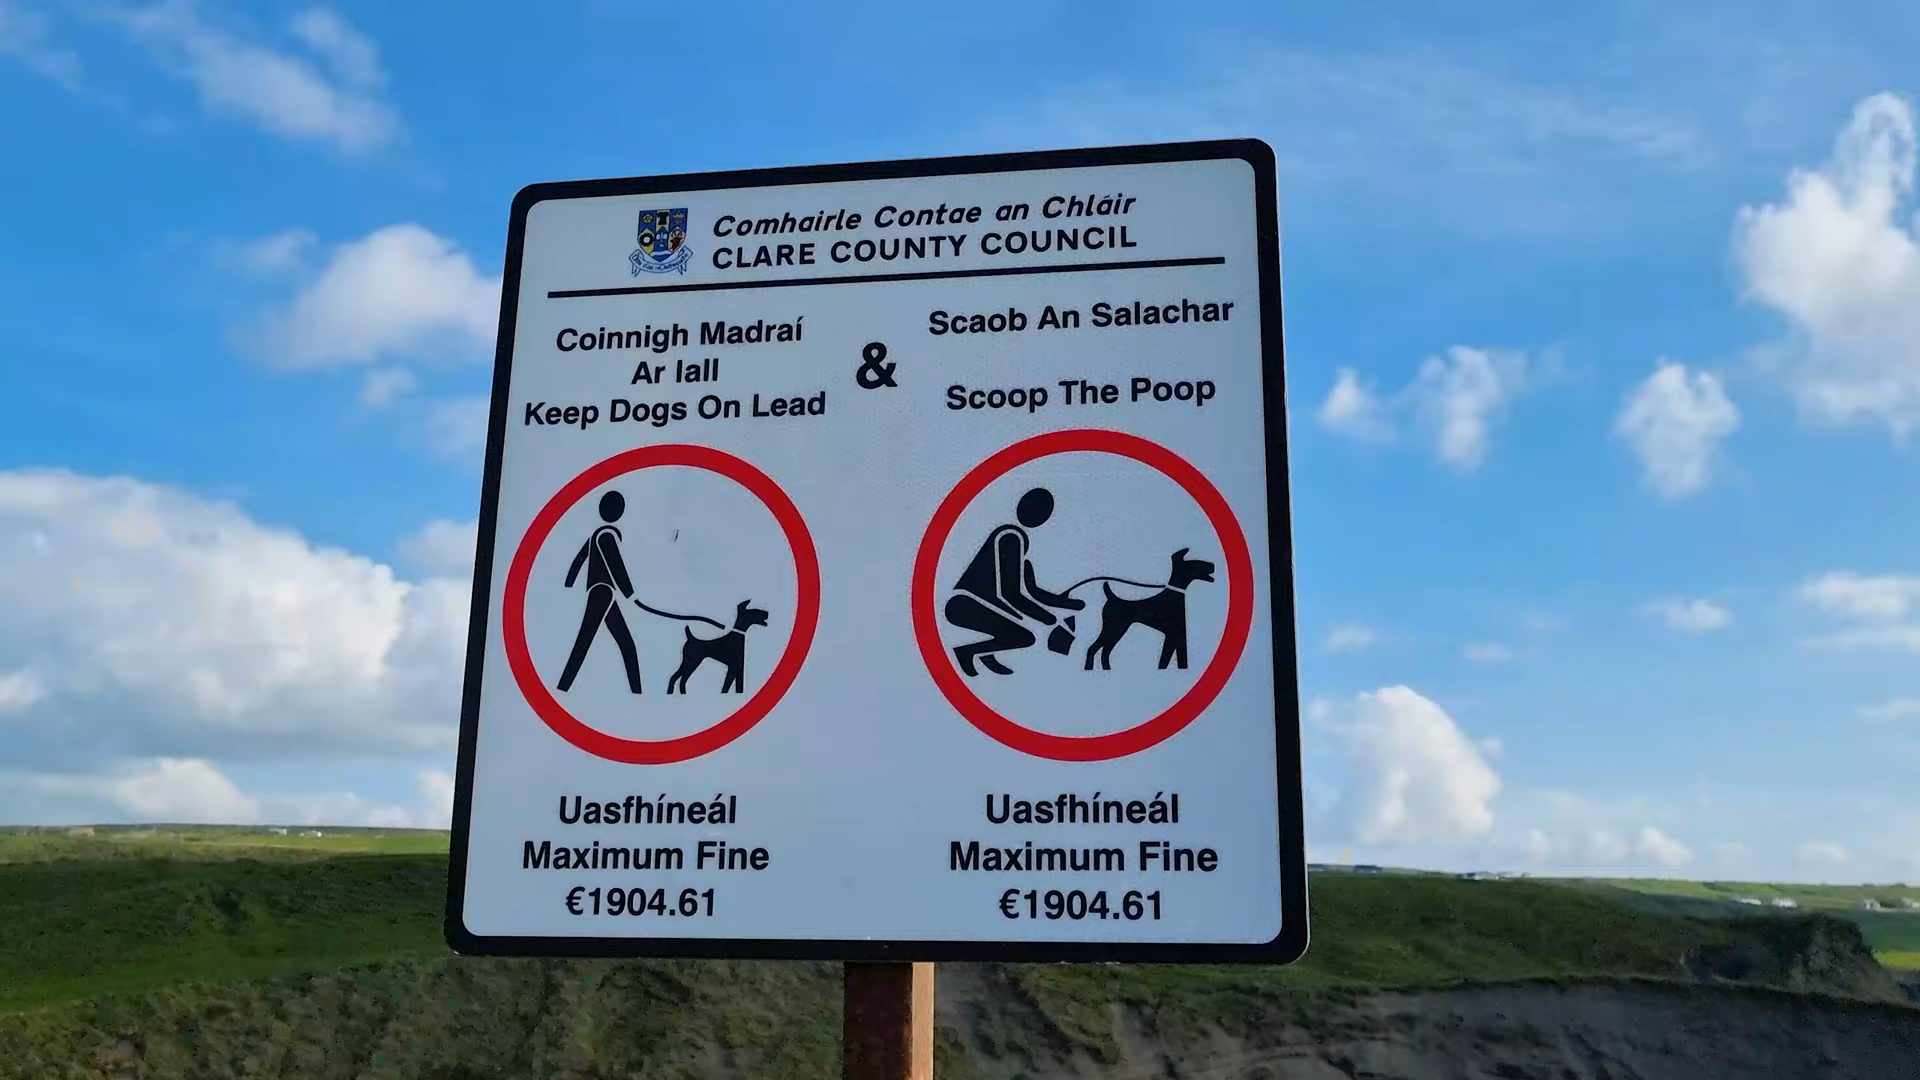 Comhairle Contae an Chláir
CLARE COUNTY COUNCIL
Coinnigh Madraí
Ar Iall
Keep Dogs On Lead
&
Scaob An Salachar
Scoop The Poop
Uasfhíneál
Maximum Fine
€1904.61
Uasfhíneál
Maximum Fine
€1904.61